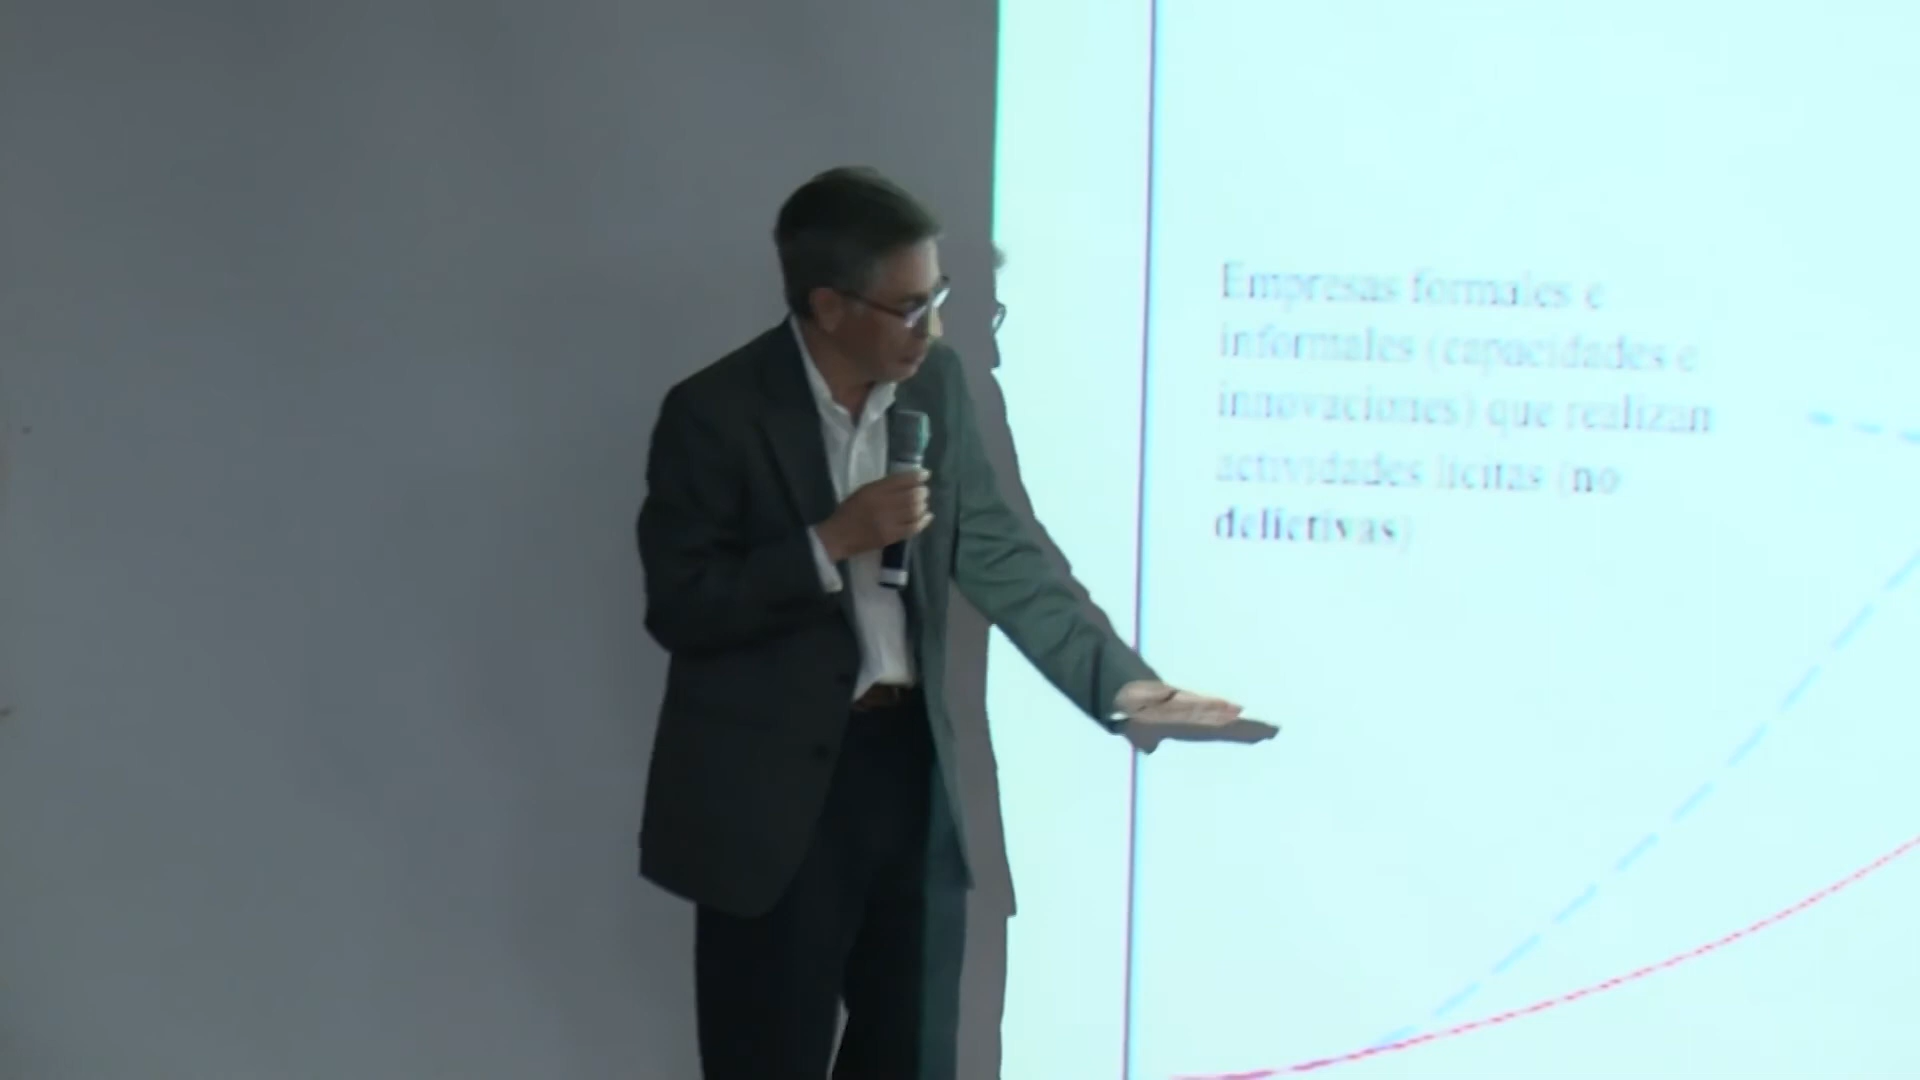 Empresas formales e
informales (capacidades e
innovaciones) que realizan
actividades lícitas (no
delictivas)